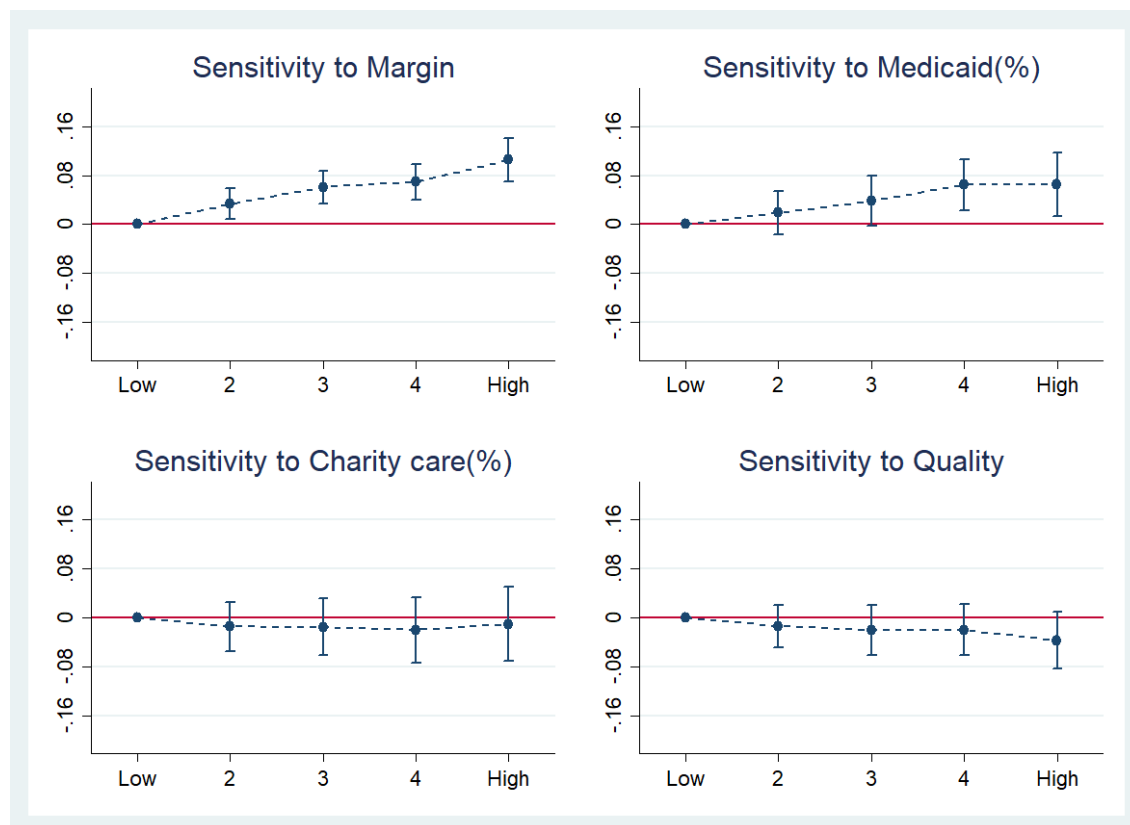 Sensitivity to Margin
.16
.08
0
-.08
-.16
Low 2 3 4 High
Sensitivity to Medicaid(%)
.16
.08
0
-.08
-.16
Low 2 3 4 High
Sensitivity to Charity care(%)
.16
.08
0
-.08
-.16
Low 2 3 4 High
Sensitivity to Quality
.16
.08
0
-.08
-.16
Low 2 3 4 High